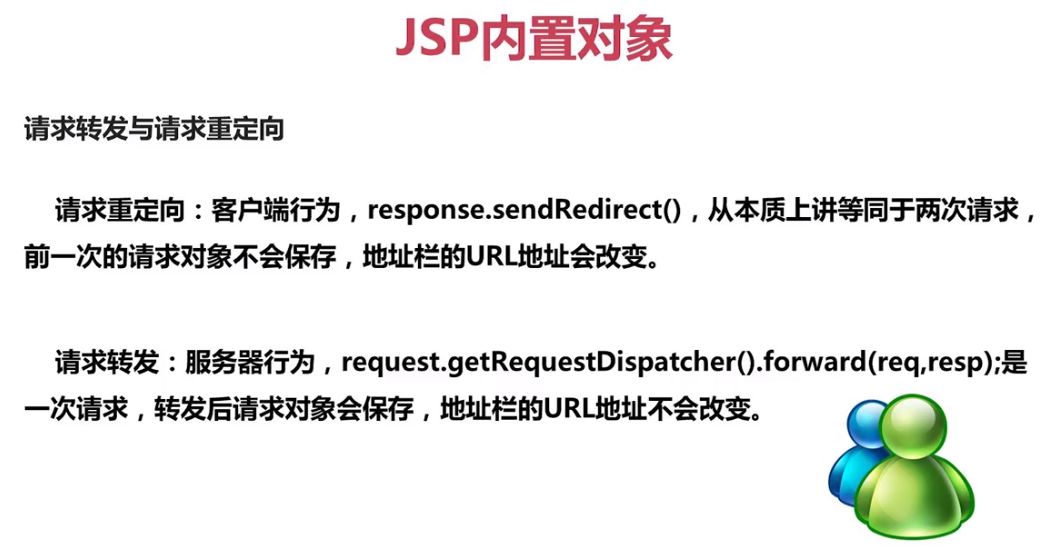 JSP内置对象
请求转发与请求重定向
请求重定向：客户端行为，response.sendRedirect()，从本质上讲等同于两次请求，
前一次的请求对象不会保存，地址栏的URL地址会改变。
请求转发：服务器行为，request.getRequestDispatcher().forward(req,resp);是
一次请求，转发后请求对象会保存，地址栏的URL地址不会改变。